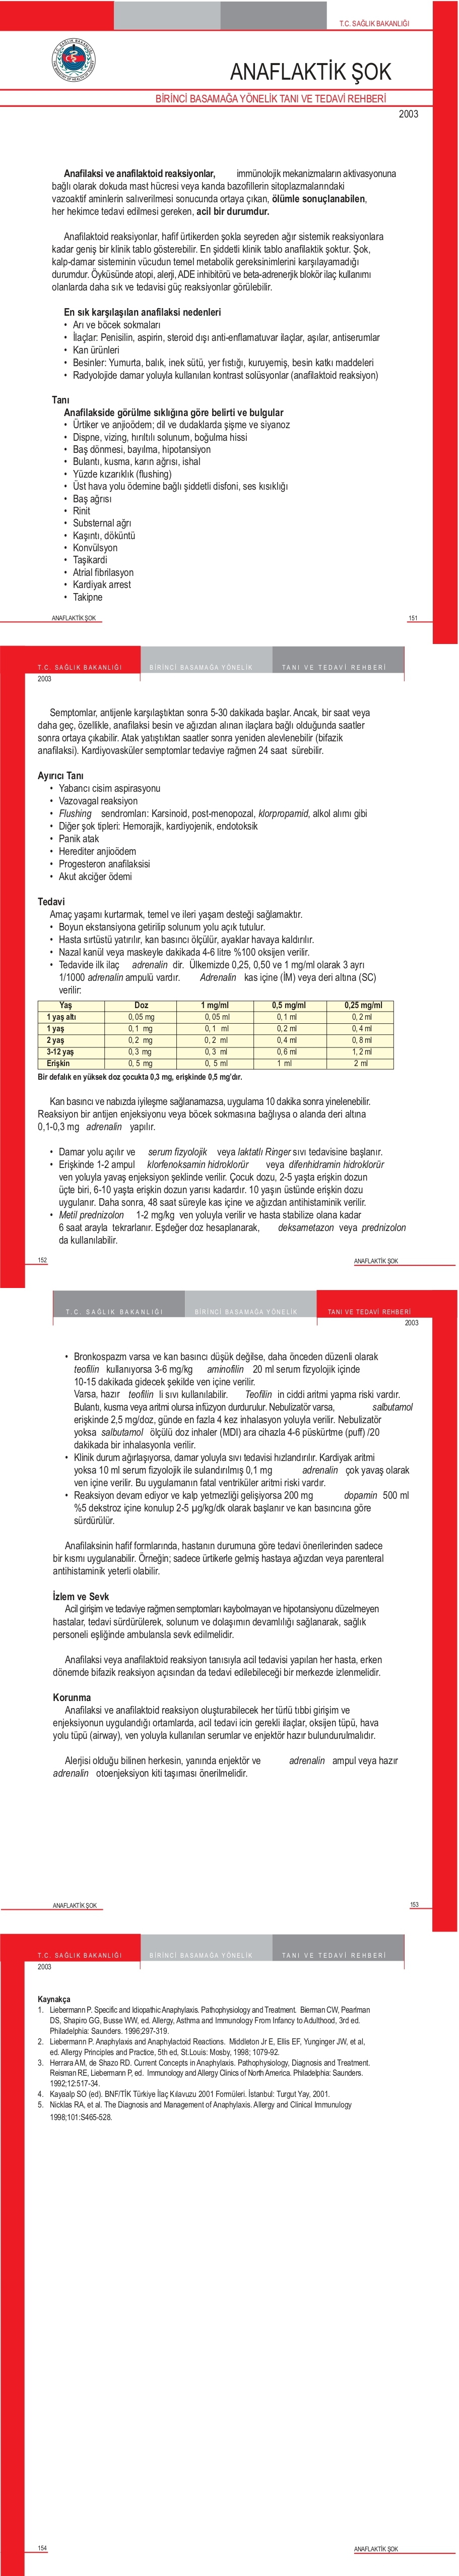 T.C. SAĞLIK BAKANLIĞI
ANAFLAKTİK ŞOK
BİRİNCİ BASAMAĞA YÖNELİK TANI VE TEDAVİ REHBERİ
2003
Anafilaksi ve anafilaktoid reaksiyonlar, immünolojik mekanizmaların aktivasyonuna
bağlı olarak dokuda mast hücresi veya kanda bazofillerin sitoplazmalarındaki
vazoaktif aminlerin salıverilmesi sonucunda ortaya çıkan, ölümle sonuçlanabilen,
her hekimce tedavi edilmesi gereken, acil bir durumdur.
Anafilaktoid reaksiyonlar, hafif ürtikerden şokla seyreden ağır sistemik reaksiyonlara
kadar geniş bir klinik tablo gösterebilir. En şiddetli klinik tablo anafilaktik şoktur. Şok,
kalp-damar sisteminin vücudun temel metabolik gereksinimlerini karşılayamadığı
durumdur. Öyküsünde atopi, alerji, ADE inhibitörü ve beta-adrenerjik blokör ilaç kullanımı
olanlarda daha sık ve tedavisi güç reaksiyonlar görülebilir.
En sık karşılaşılan anafilaksi nedenleri
• Arı ve böcek sokmaları
• İlaçlar: Penisilin, aspirin, steroid dışı anti-enflamatuvar ilaçlar, aşılar, antiserumlar
• Kan ürünleri
• Besinler: Yumurta, balık, inek sütü, yer fıstığı, kuruyemiş, besin katkı maddeleri
• Radyolojide damar yoluyla kullanılan kontrast solüsyonlar (anafilaktoid reaksiyon)
Tanı
Anafilakside görülme sıklığına göre belirti ve bulgular
• Ürtiker ve anjioödem; dil ve dudaklarda şişme ve siyanoz
• Dispne, vizing, hırıltılı solunum, boğulma hissi
• Baş dönmesi, bayılma, hipotansiyon
• Bulantı, kusma, karın ağrısı, ishal
• Yüzde kızarıklık (flushing)
• Üst hava yolu ödemine bağlı şiddetli disfoni, ses kısıklığı
• Baş ağrısı
• Rinit
• Substernal ağrı
• Kaşıntı, döküntü
• Konvülsyon
• Taşikardi
• Atrial fibrilasyon
• Kardiyak arrest
• Takipne
ANAFLAKTİK ŞOK 151
T.C. SAĞLIK BAKANLIĞI BİRİNCİ BASAMAĞA YÖNELİK TANI VE TEDAVİ REHBERİ
2003
Semptomlar, antijenle karşılaştıktan sonra 5-30 dakikada başlar. Ancak, bir saat veya
daha geç, özellikle, anafilaksi besin ve ağızdan alınan ilaçlara bağlı olduğunda saatler
sonra ortaya çıkabilir. Atak yatıştıktan saatler sonra yeniden alevlenebilir (bifazik
anafilaksi). Kardiyovasküler semptomlar tedaviye rağmen 24 saat sürebilir.
Ayırıcı Tanı
• Yabancı cisim aspirasyonu
• Vazovagal reaksiyon
• Flushing sendromları: Karsinoid, post-menopozal, klorpropamid, alkol alımı gibi
• Diğer şok tipleri: Hemorajik, kardiyojenik, endotoksik
• Panik atak
• Herediter anjioödem
• Progesteron anafilaksisi
• Akut akciğer ödemi
Tedavi
Amaç yaşamı kurtarmak, temel ve ileri yaşam desteği sağlamaktır.
• Boyun ekstansiyona getirilip solunum yolu açık tutulur.
• Hasta sırtüstü yatırılır, kan basıncı ölçülür, ayaklar havaya kaldırılır.
• Nazal kanül veya maskeyle dakikada 4-6 litre %100 oksijen verilir.
• Tedavide ilk ilaç adrenalin dir. Ülkemizde 0,25, 0,50 ve 1 mg/ml olarak 3 ayrı
1/1000 adrenalin ampulü vardır. Adrenalin kas içine (İM) veya deri altına (SC)
verilir:
Yaş Doz 1 mg/ml 0,5 mg/ml 0,25 mg/ml
1 yaş altı 0,05 mg 0,05 ml 0,1 ml 0,2 ml
1 yaş 0,1 mg 0,1 ml 0,2 ml 0,4 ml
2 yaş 0,2 mg 0,2 ml 0,4 ml 0,8 ml
3-12 yaş 0,3 mg 0,3 ml 0,6 ml 1,2 ml
Erişkin 0,5 mg 0,5 ml 1 ml 2 ml
Bir defalık en yüksek doz çocukta 0,3 mg, erişkinde 0,5 mg'dır.
Kan basıncı ve nabızda iyileşme sağlanamazsa, uygulama 10 dakika sonra yinelenebilir.
Reaksiyon bir antijen enjeksiyonu veya böcek sokmasına bağlıysa o alanda deri altına
0,1-0,3 mg adrenalin yapılır.
• Damar yolu açılır ve serum fizyolojik veya laktatlı Ringer sıvı tedavisine başlanır.
• Erişkinde 1-2 ampul klorfenoksamin hidroklorür veya difenhidramin hidroklorür
ven yoluyla yavaş enjeksiyon şeklinde verilir. Çocuk dozu, 2-5 yaşta erişkin dozun
üçte biri, 6-10 yaşta erişkin dozun yarısı kadardır. 10 yaşın üstünde erişkin dozu
uygulanır. Daha sonra, 48 saat süreyle kas içine ve ağızdan antihistaminik verilir.
• Metil prednizolon 1-2 mg/kg ven yoluyla verilir ve hasta stabilize olana kadar
6 saat arayla tekrarlanır. Eşdeğer doz hesaplanarak, deksametazon veya prednizolon
da kullanılabilir.
152 ANAFLAKTİK ŞOK
T.C. SAĞLIK BAKANLIĞI BİRİNCİ BASAMAĞA YÖNELİK TANI VE TEDAVİ REHBERİ
2003
• Bronkospazm varsa ve kan basıncı düşük değilse, daha önceden düzenli olarak
teofilin kullanıyorsa 3-6 mg/kg aminofilin 20 ml serum fizyolojik içinde
10-15 dakikada gidecek şekilde ven içine verilir.
Varsa, hazır teofilin li sıvı kullanılabilir. Teofilin in ciddi aritmi yapma riski vardır.
Bulantı, kusma veya aritmi olursa infüzyon durdurulur. Nebulizatör varsa, salbutamol
erişkinde 2,5 mg/doz, günde en fazla 4 kez inhalasyon yoluyla verilir. Nebulizatör
yoksa salbutamol ölçülü doz inhaler (MDI) ara cihazla 4-6 püskürtme (puff) /20
dakikada bir inhalasyonla verilir.
• Klinik durum ağırlaşıyorsa, damar yoluyla sıvı tedavisi hızlandırılır. Kardiyak aritmi
yoksa 10 ml serum fizyolojik ile sulandırılmış 0,1 mg adrenalin çok yavaş olarak
ven içine verilir. Bu uygulamanın fatal ventriküler aritmi riski vardır.
• Reaksiyon devam ediyor ve kalp yetmezliği gelişiyorsa 200 mg dopamin 500 ml
%5 dekstroz içine konulup 2-5 µg/kg/dk olarak başlanır ve kan basıncına göre
sürdürülür.
Anafilaksinin hafif formlarında, hastanın durumuna göre tedavi önerilerinden sadece
bir kısmı uygulanabilir. Örneğin; sadece ürtikerle gelmiş hastaya ağızdan veya parenteral
antihistaminik yeterli olabilir.
İzlem ve Sevk
Acil girişim ve tedaviye rağmen semptomları kaybolmayan ve hipotansiyonu düzelmeyen
hastalar, tedavi sürdürülerek, solunum ve dolaşımın devamlılığı sağlanarak, sağlık
personeli eşliğinde ambulansla sevk edilmelidir.
Anafilaksi veya anafilaktoid reaksiyon tanısıyla acil tedavisi yapılan her hasta, erken
dönemde bifazik reaksiyon açısından da tedavi edilebileceği bir merkezde izlenmelidir.
Korunma
Anafilaksi ve anafilaktoid reaksiyon oluşturabilecek her türlü tıbbi girişim ve
enjeksiyonun uygulandığı ortamlarda, acil tedavi icin gerekli ilaçlar, oksijen tüpü, hava
yolu tüpü (airway), ven yoluyla kullanılan serumlar ve enjektör hazır bulundurulmalıdır.
Alerjisi olduğu bilinen herkesin, yanında enjektör ve adrenalin ampul veya hazır
adrenalin otoenjeksiyon kiti taşıması önerilmelidir.
ANAFLAKTİK ŞOK 153
T.C. SAĞLIK BAKANLIĞI BİRİNCİ BASAMAĞA YÖNELİK TANI VE TEDAVİ REHBERİ
2003
Kaynakça
1. Liebermann P. Specific and Idiopathic Anaphylaxis. Pathophysiology and Treatment. Bierman CW, Pearlman
DS, Shapiro GG, Busse WW, ed. Allergy, Asthma and Immunology From Infancy to Adulthood, 3rd ed.
Philadelphia: Saunders. 1996;297-319.
2. Liebermann P. Anaphylaxis and Anaphylactoid Reactions. Middleton Jr E, Ellis EF, Yunginger JW, et al,
ed. Allergy Principles and Practice, 5th ed, St.Louis: Mosby, 1998; 1079-92.
3. Herrara AM, de Shazo RD. Current Concepts in Anaphylaxis. Pathophysiology, Diagnosis and Treatment.
Reisman RE, Liebermann P, ed. Immunology and Allergy Clinics of North America. Philadelphia: Saunders.
1992;12:517-34.
4. Kayaalp SO (ed). BNF/TİK Türkiye İlaç Kılavuzu 2001 Formüleri. İstanbul: Turgut Yay, 2001.
5. Nicklas RA, et al. The Diagnosis and Management of Anaphylaxis. Allergy and Clinical Immunulogy
1998;101:S465-528.
154 ANAFLAKTİK ŞOK